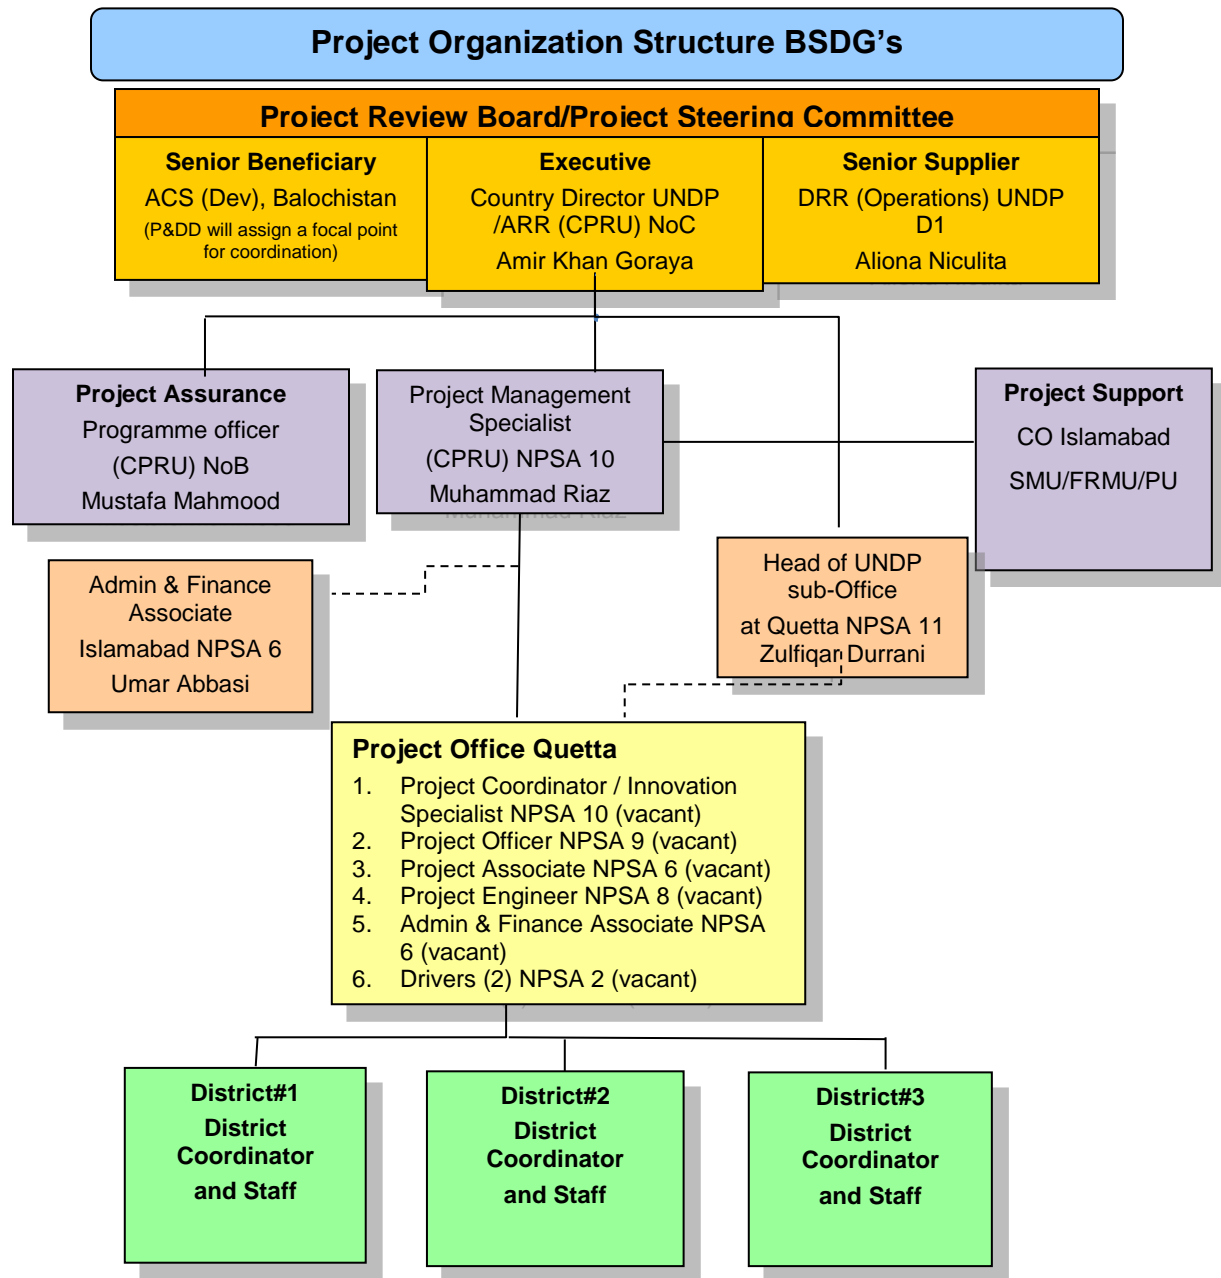 Project Organization Structure BSDG's
Project Review Board/Project Steering Committee
Senior Beneficiary
ACS (Dev), Balochistan
(P&DD will assign a focal point
for coordination)
Executive
Country Director UNDP
/ARR (CPRU) NoC
Amir Khan Goraya
Senior Supplier
DRR (Operations) UNDP
D1
Aliona Niculita
Project Assurance
Programme officer
(CPRU) NoB
Mustafa Mahmood
Project Management
Specialist
(CPRU) NPSA 10
Muhammad Riaz
Project Support
CO Islamabad
SMU/FRMU/PU
Admin & Finance
Associate
Islamabad NPSA 6
Umar Abbasi
Head of UNDP
sub-Office
at Quetta NPSA 11
Zulfiqar Durrani
Project Office Quetta
1. Project Coordinator / Innovation
Specialist NPSA 10 (vacant)
2. Project Officer NPSA 9 (vacant)
3. Project Associate NPSA 6 (vacant)
4. Project Engineer NPSA 8 (vacant)
5. Admin & Finance Associate NPSA
6 (vacant)
6. Drivers (2) NPSA 2 (vacant)
District#1
District
Coordinator
and Staff
District#2
District
Coordinator
and Staff
District#3
District
Coordinator
and Staff